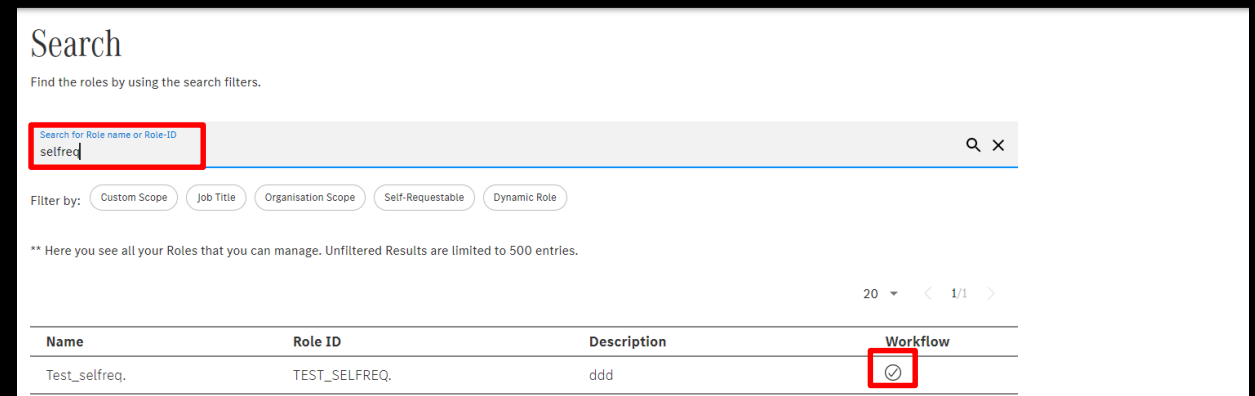 Search
Find the roles by using the search filters.
Search for Role name or Role-ID
selfreq
Filter by: Custom Scope Job Title Organisation Scope Self-Requestable Dynamic Role
** Here you see all your Roles that you can manage. Unfiltered Results are limited to 500 entries.
20 1/1
Name Role ID Description Workflow
Test_selfreq. TEST_SELFREQ. ddd